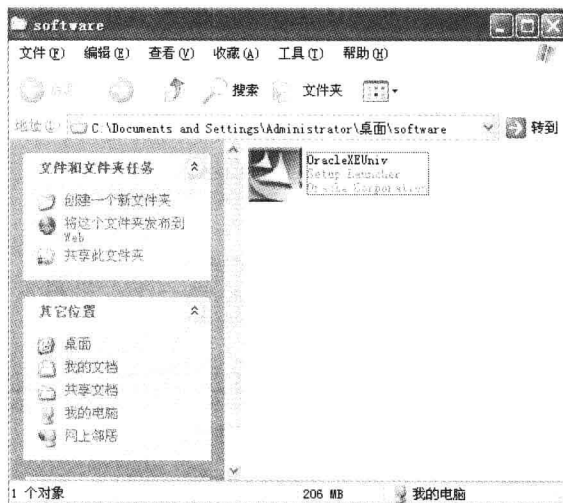 software
文件(F) 编辑(E) 查看(V) 收藏(A) 工具(T) 帮助(H)
搜索 文件夹
地址(D) C:\Documents and Settings\Administrator\桌面\software 转到
文件和文件夹任务
创建一个新文件夹
将这个文件夹发布到
Web
共享此文件夹
其它位置
桌面
我的文档
共享文档
我的电脑
网上邻居
OracleXEUniv
Setup Launcher
Oracle Corporation
1 个对象 206 MB 我的电脑